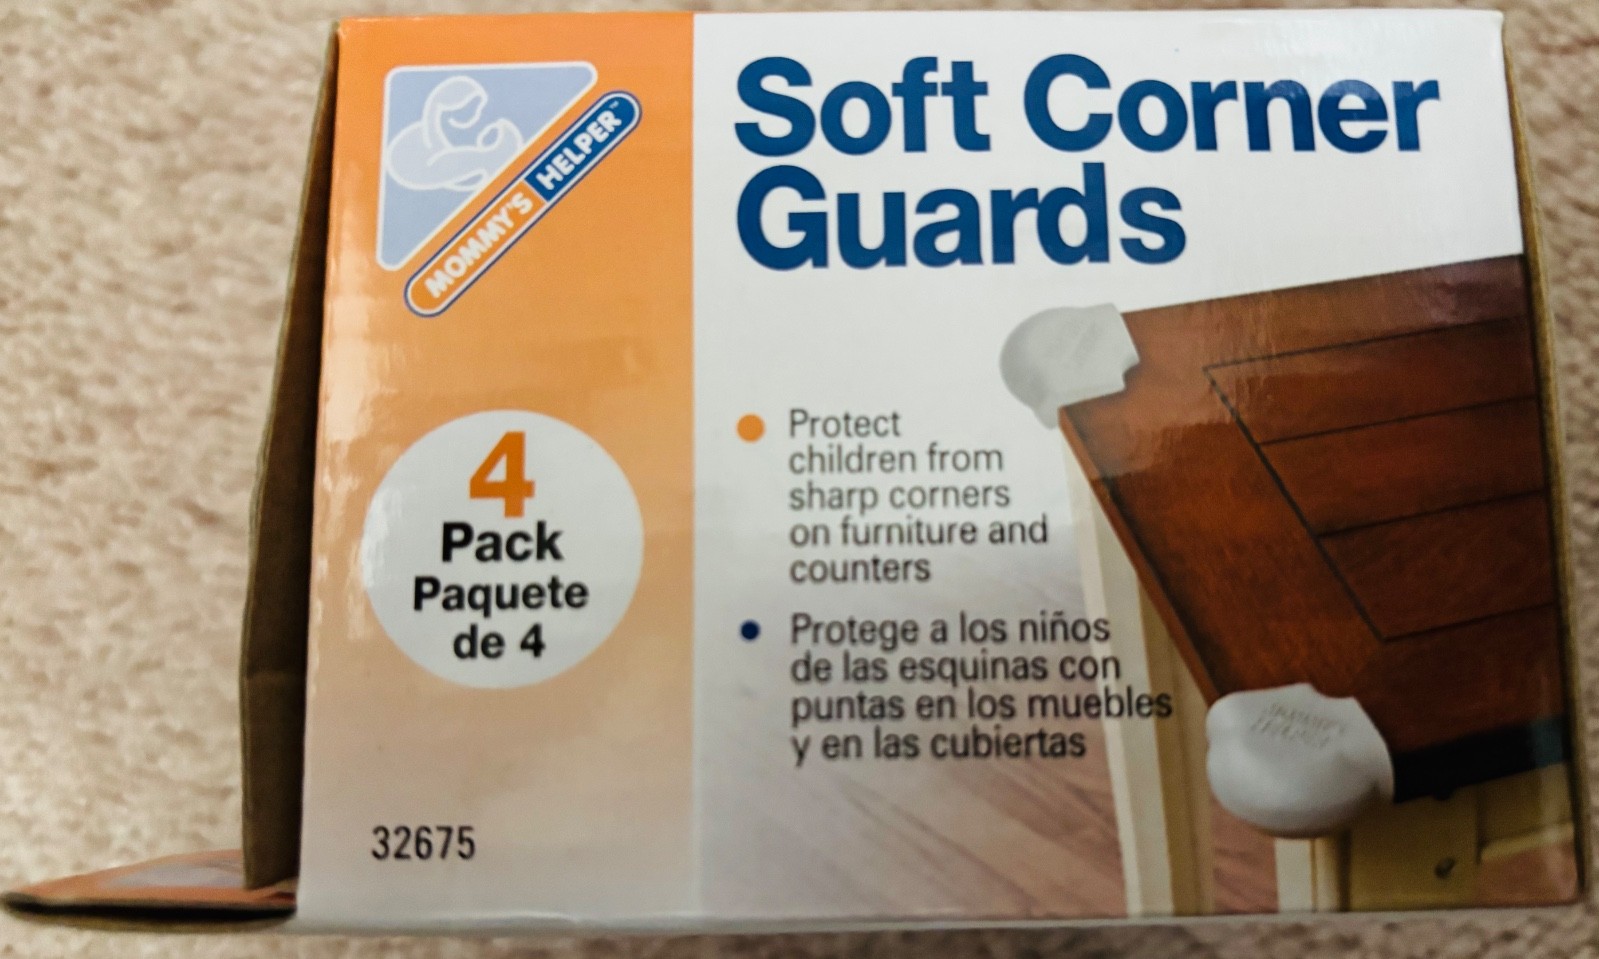 MOMMY'S HELPER™
Soft Corner
Guards
4
Pack
Paquete
de 4
Protect
children from
sharp corners
on furniture and
counters
Protege a los niños
de las esquinas con
puntas en los muebles
y en las cubiertas
32675